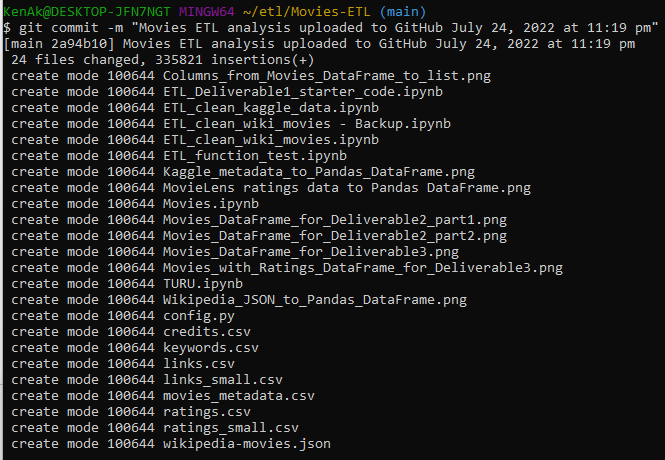 KenAk@DESKTOP-JFN7NGT MINGW64 ~/etl/Movies-ETL (main)
$ git commit -m "Movies ETL analysis uploaded to GitHub July 24, 2022 at 11:19 pm"
[main 2a94b10] Movies ETL analysis uploaded to GitHub July 24, 2022 at 11:19 pm
 24 files changed, 335821 insertions(+)
 create mode 100644 Columns_from_Movies_DataFrame_to_list.png
 create mode 100644 ETL_Deliverable1_starter_code.ipynb
 create mode 100644 ETL_clean_kaggle_data.ipynb
 create mode 100644 ETL_clean_wiki_movies - Backup.ipynb
 create mode 100644 ETL_clean_wiki_movies.ipynb
 create mode 100644 ETL_function_test.ipynb
 create mode 100644 Kaggle_metadata_to_Pandas_DataFrame.png
 create mode 100644 MovieLens ratings data to Pandas DataFrame.png
 create mode 100644 Movies.ipynb
 create mode 100644 Movies_DataFrame_for_Deliverable2_part1.png
 create mode 100644 Movies_DataFrame_for_Deliverable2_part2.png
 create mode 100644 Movies_DataFrame_for_Deliverable3.png
 create mode 100644 Movies_with_Ratings_DataFrame_for_Deliverable3.png
 create mode 100644 TURU.ipynb
 create mode 100644 Wikipedia_JSON_to_Pandas_DataFrame.png
 create mode 100644 config.py
 create mode 100644 credits.csv
 create mode 100644 keywords.csv
 create mode 100644 links.csv
 create mode 100644 links_small.csv
 create mode 100644 movies_metadata.csv
 create mode 100644 ratings.csv
 create mode 100644 ratings_small.csv
 create mode 100644 wikipedia-movies.json